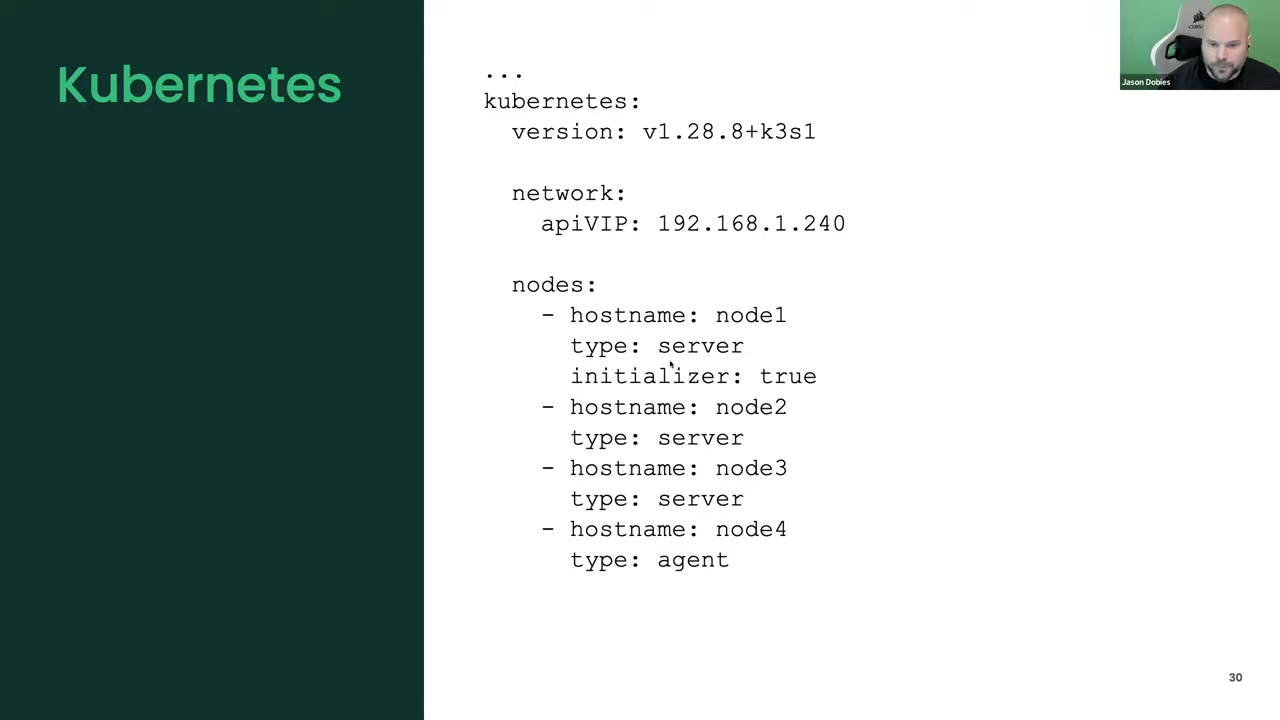 Kubernetes
...
kubernetes:
version: v1.28.8+k3s1
network:
apiVIP: 192.168.1.240
nodes:
- hostname: node1
type: server
initializer: true
- hostname: node2
type: server
- hostname: node3
type: server
- hostname: node4
type: agent
Jason Dobies
30